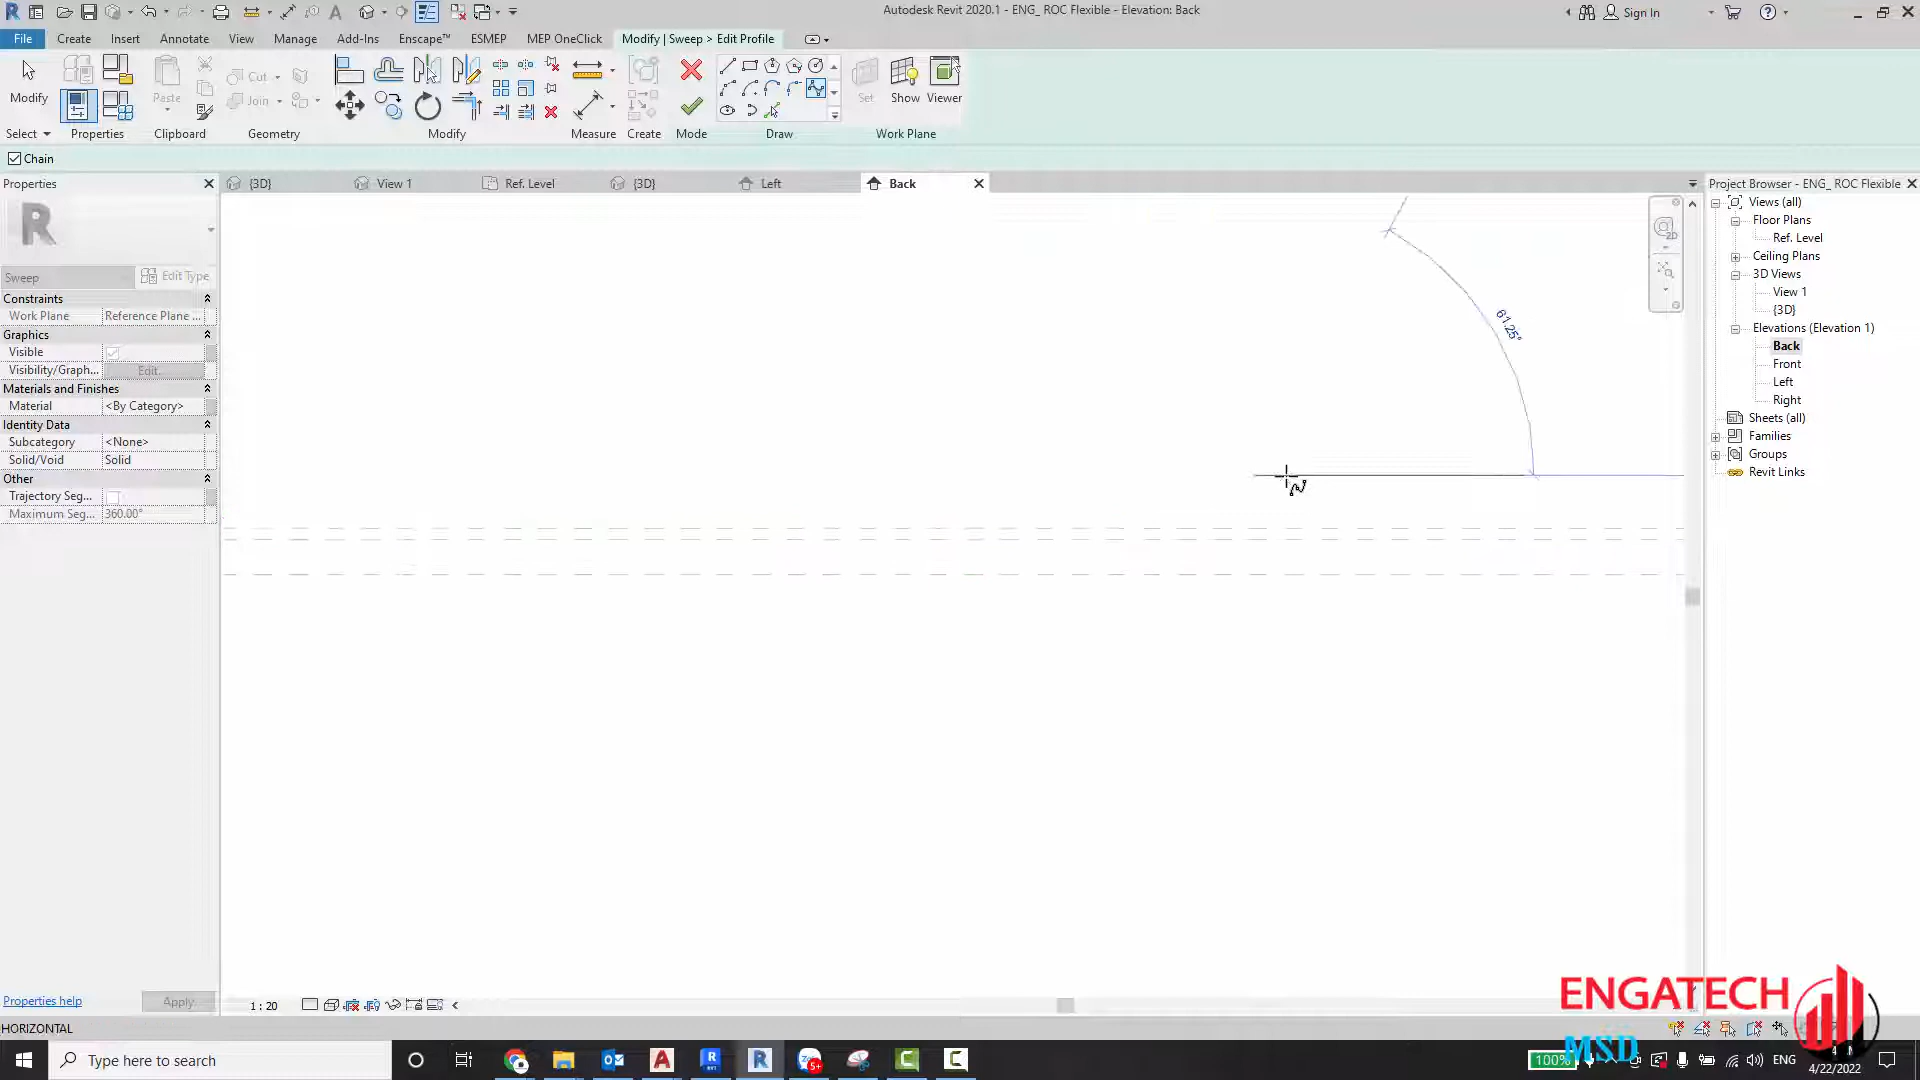 Autodesk Revit 2020.1 - ENG_ ROC Flexible - Elevation: Back
Sign In
File Create Insert Annotate View Manage Add-Ins Enscape™ ESMEP MEP OneClick Modify | Sweep > Edit Profile
Modify
Paste
Cut
Join
Set Show Viewer
Select Properties Clipboard Geometry Modify Measure Create Mode Draw Work Plane
Chain
Properties
{3D} View 1 Ref. Level {3D} Left Back
Project Browser - ENG_ ROC Flexible
Sweep
Edit Type
Constraints
Work Plane Reference Plane ...
Graphics
Visible
Visibility/Graph... Edit...
Materials and Finishes
Material <By Category>
Identity Data
Subcategory <None>
Solid/Void Solid
Other
Trajectory Seg...
Maximum Seg... 360.00°
61.25°
2D
Views (all)
Floor Plans
Ref. Level
Ceiling Plans
3D Views
View 1
{3D}
Elevations (Elevation 1)
Back
Front
Left
Right
Sheets (all)
Families
Groups
Revit Links
Properties help
Apply
1 : 20
HORIZONTAL
ENGATECH
MSD
Type here to search
100%
ENG
4/22/2022